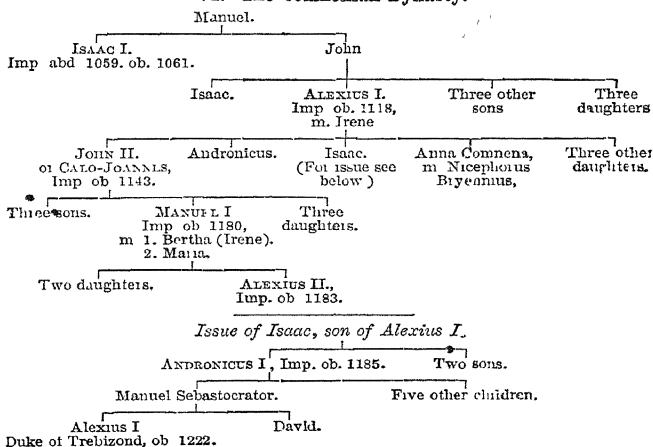 Manuel.
ISAAC I. John
Imp abd 1059. ob. 1061.
Isaac. ALEXIUS I. Three other Three
Imp ob. 1118, sons daughters
m. Irene
JOHN II. Andronicus. Isaac. Anna Comnena, Three other
or CALO-JOANNES, (For issue see m Nicephorus daughters.
Imp ob 1143. below) Bryennius,
Three sons. MANUEL I Three
Imp ob 1180, daughters.
m 1. Bertha (Irene).
2. Maria.
Two daughters. ALEXIUS II.,
Imp. ob 1183.
Issue of Isaac, son of Alexius I.
ANDRONICUS I, Imp. ob. 1185. Two sons.
Manuel Sebastocrator. Five other children.
Alexius I David.
Duke of Trebizond, ob 1222.